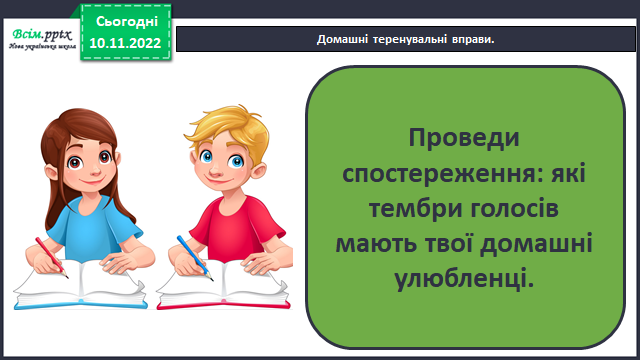 Всім.pptx
Нова українська школа
Сьогодні
10.11.2022
Домашні теренувальні вправи.
Проведи
спостереження: які
тембри голосів
мають твої домашні
улюбленці.